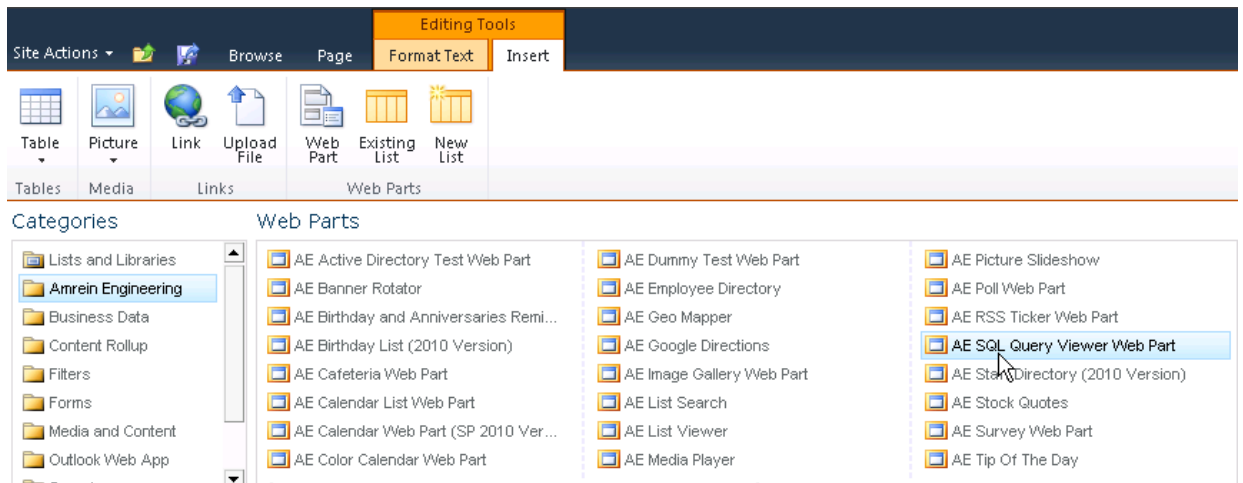 Editing Tools
Site Actions
Browse
Page
Format Text
Insert
Table
Picture
Link
Upload File
Web Part
Existing List
New List
Tables
Media
Links
Web Parts
Categories
Web Parts
Lists and Libraries
Amrein Engineering
Business Data
Content Rollup
Filters
Forms
Media and Content
Outlook Web App
AE Active Directory Test Web Part
AE Banner Rotator
AE Birthday and Anniversaries Remi...
AE Birthday List (2010 Version)
AE Cafeteria Web Part
AE Calendar List Web Part
AE Calendar Web Part (SP 2010 Ver...
AE Color Calendar Web Part
AE Dummy Test Web Part
AE Employee Directory
AE Geo Mapper
AE Google Directions
AE Image Gallery Web Part
AE List Search
AE List Viewer
AE Media Player
AE Picture Slideshow
AE Poll Web Part
AE RSS Ticker Web Part
AE SQL Query Viewer Web Part
AE Staff Directory (2010 Version)
AE Stock Quotes
AE Survey Web Part
AE Tip Of The Day